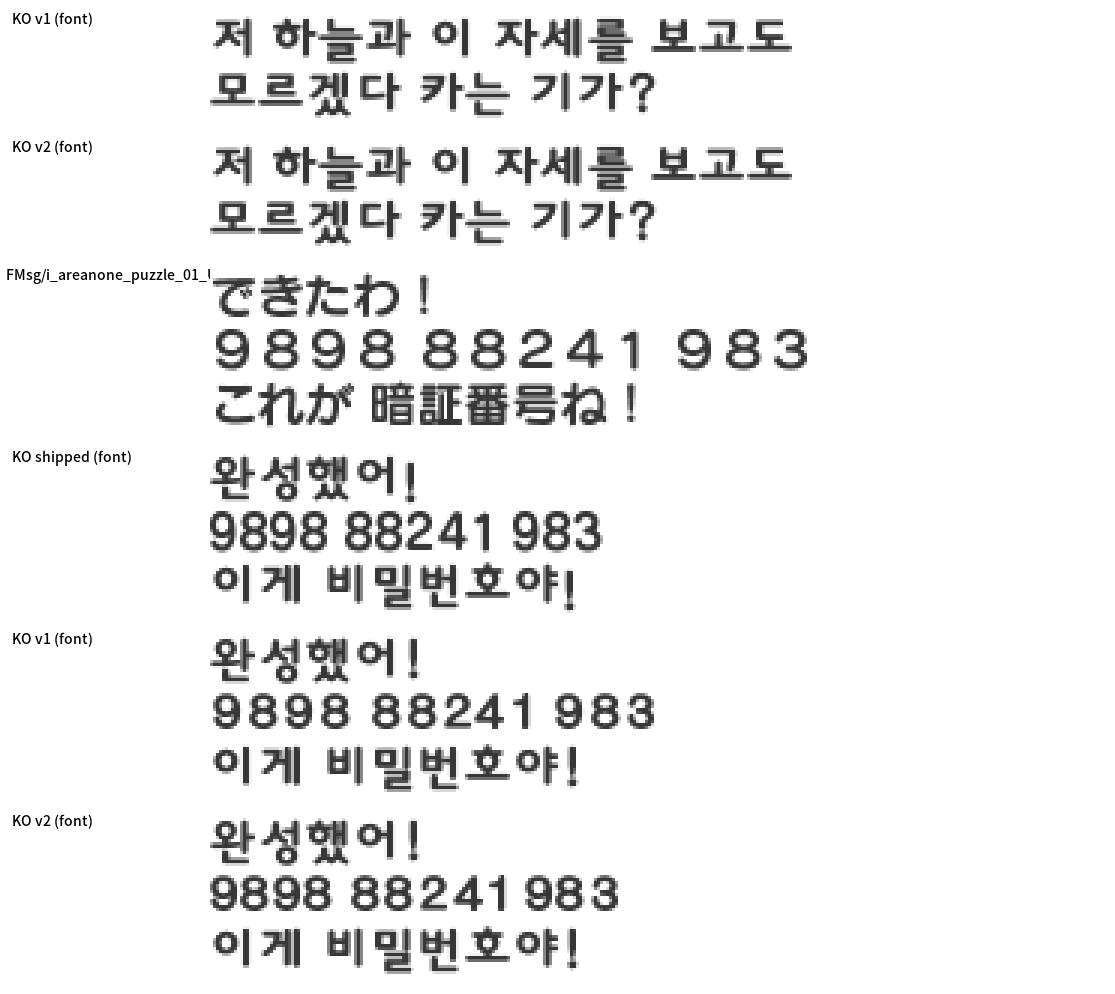 KO v1 (font)
저 하늘과 이 자세를 보고도
모르겠다 카는 기가?
KO v2 (font)
저 하늘과 이 자세를 보고도
모르겠다 카는 기가?
FMsg/i_areanone_puzzle_01_
できたわ！
９８９８ ８８２４１ ９８３
これが 暗証番号ね！
KO shipped (font)
완성했어!
9898 88241 983
이게 비밀번호야!
KO v1 (font)
완성했어!
9898 88241 983
이게 비밀번호야!
KO v2 (font)
완성했어!
9898 88241 983
이게 비밀번호야!